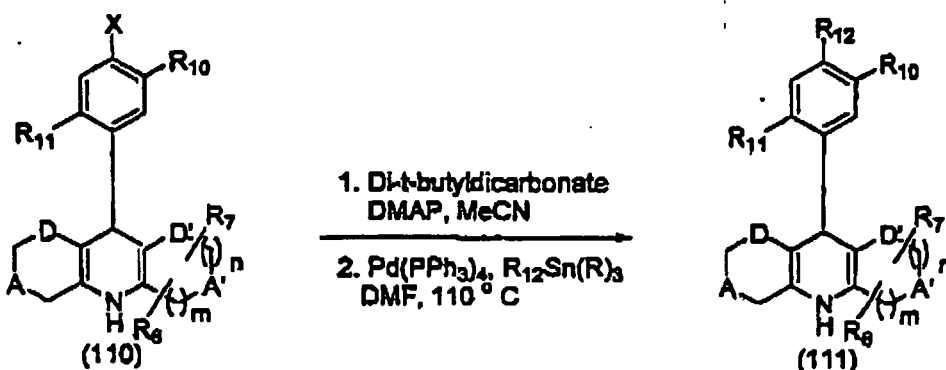 X
R10
R11
D
D'
R7
( )n
A
A'
( )m
N
H
R6
(110)
1. Di-t-butyldicarbonate
DMAP, MeCN
2. Pd(PPh3)4, R12Sn(R)3
DMF, 110 ° C
R12
R10
R11
D
D'
R7
( )n
A
A'
( )m
N
H
R6
(111)